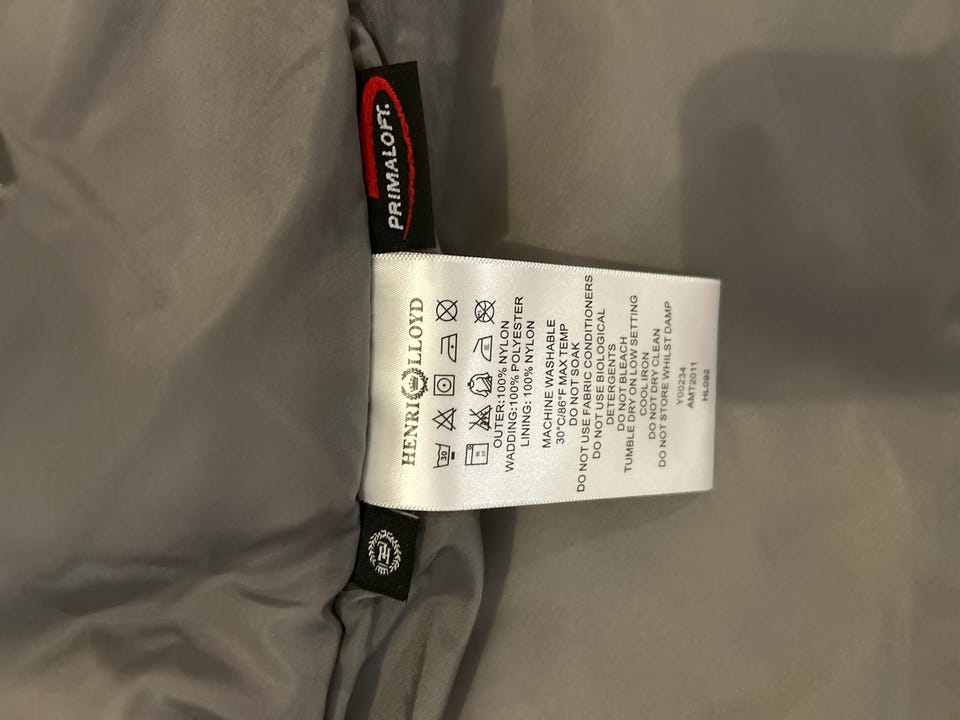 PRIMALOFT.
HENRI LLOYD
30
OUTER:100% NYLON
WADDING:100% POLYESTER
LINING: 100% NYLON
MACHINE WASHABLE
30°C/86°F MAX TEMP
DO NOT SOAK
DO NOT USE FABRIC CONDITIONERS
DO NOT USE BIOLOGICAL
DETERGENTS
DO NOT BLEACH
TUMBLE DRY ON LOW SETTING
COOL IRON
DO NOT DRY CLEAN
DO NOT STORE WHILST DAMP
Y00234
AMT2011
HL092